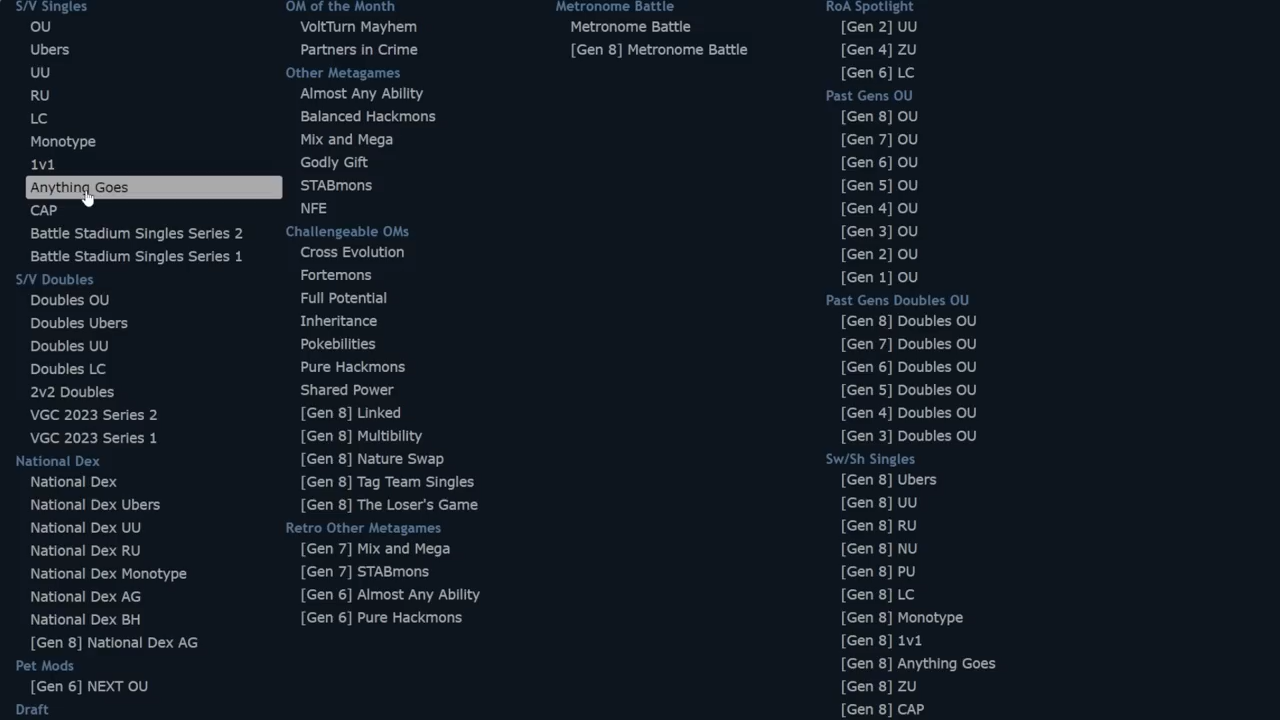 S/V Singles
OU
Ubers
UU
RU
LC
Monotype
1v1
Anything Goes
CAP
Battle Stadium Singles Series 2
Battle Stadium Singles Series 1
S/V Doubles
Doubles OU
Doubles Ubers
Doubles UU
Doubles LC
2v2 Doubles
VGC 2023 Series 2
VGC 2023 Series 1
National Dex
National Dex
National Dex Ubers
National Dex UU
National Dex RU
National Dex Monotype
National Dex AG
National Dex BH
[Gen 8] National Dex AG
Pet Mods
[Gen 6] NEXT OU
Draft
OM of the Month
VoltTurn Mayhem
Partners in Crime
Other Metagames
Almost Any Ability
Balanced Hackmons
Mix and Mega
Godly Gift
STABmons
NFE
Challengeable OMs
Cross Evolution
Fortemons
Full Potential
Inheritance
Pokebilities
Pure Hackmons
Shared Power
[Gen 8] Linked
[Gen 8] Multibility
[Gen 8] Nature Swap
[Gen 8] Tag Team Singles
[Gen 8] The Loser's Game
Retro Other Metagames
[Gen 7] Mix and Mega
[Gen 7] STABmons
[Gen 6] Almost Any Ability
[Gen 6] Pure Hackmons
Metronome Battle
Metronome Battle
[Gen 8] Metronome Battle
RoA Spotlight
[Gen 2] UU
[Gen 4] ZU
[Gen 6] LC
Past Gens OU
[Gen 8] OU
[Gen 7] OU
[Gen 6] OU
[Gen 5] OU
[Gen 4] OU
[Gen 3] OU
[Gen 2] OU
[Gen 1] OU
Past Gens Doubles OU
[Gen 8] Doubles OU
[Gen 7] Doubles OU
[Gen 6] Doubles OU
[Gen 5] Doubles OU
[Gen 4] Doubles OU
[Gen 3] Doubles OU
Sw/Sh Singles
[Gen 8] Ubers
[Gen 8] UU
[Gen 8] RU
[Gen 8] NU
[Gen 8] PU
[Gen 8] LC
[Gen 8] Monotype
[Gen 8] 1v1
[Gen 8] Anything Goes
[Gen 8] ZU
[Gen 8] CAP